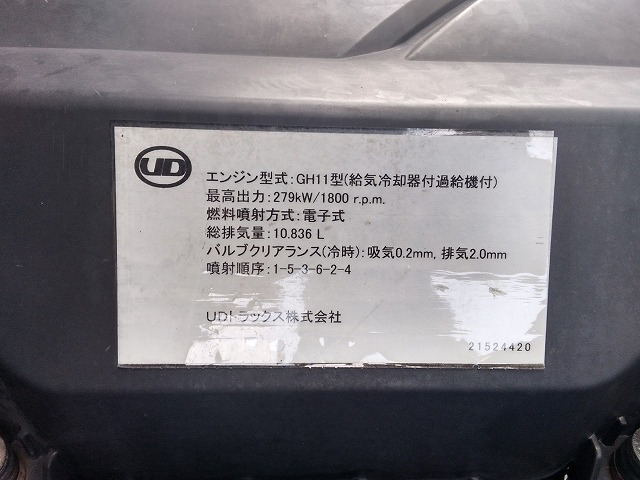 UD
エンジン型式:GH11型(給気冷却器付過給機付)
最高出力:279kW/1800 r.p.m.
燃料噴射方式:電子式
総排気量:10.836 L
バルブクリアランス(冷時):吸気0.2mm, 排気2.0mm
噴射順序:1-5-3-6-2-4
UDトラックス株式会社
21524420